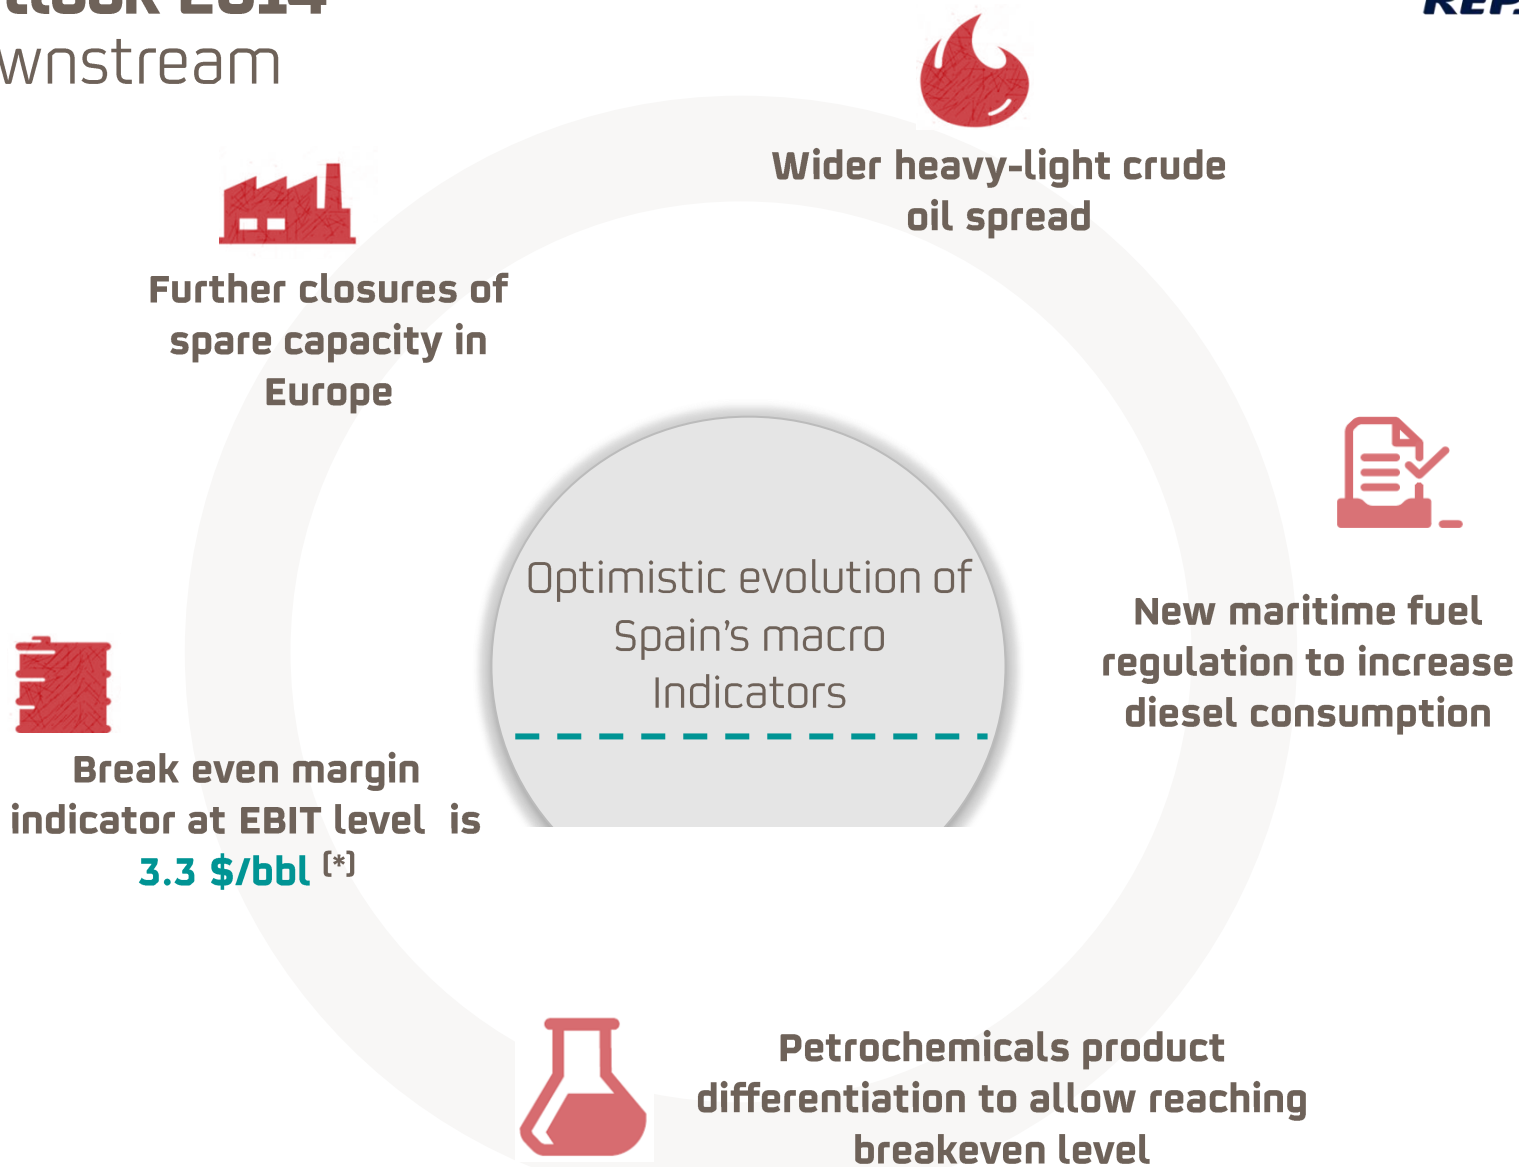 2014
wnstream
Wider heavy-light crude
oil spread
Further closures of
spare capacity in
Europe
Optimistic evolution of
Spain's macro
Indicators
New maritime fuel
regulation to increase
diesel consumption
Break even margin
indicator at EBIT level is
3.3 $/bbl (*)
Petrochemicals product
differentiation to allow reaching
breakeven level